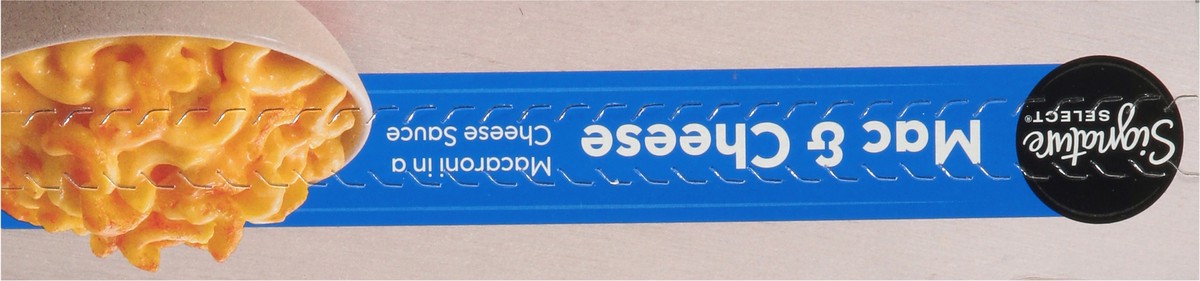 Signature
SELECT®
Mac & Cheese
Macaroni in a
Cheese Sauce